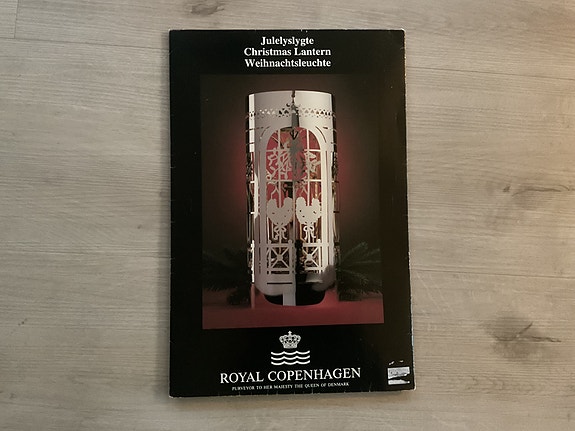 Julelyslygte
Christmas Lantern
Weihnachtsleuchte
ROYAL COPENHAGEN
PURVEYOR TO HER MAJESTY THE QUEEN OF DENMARK